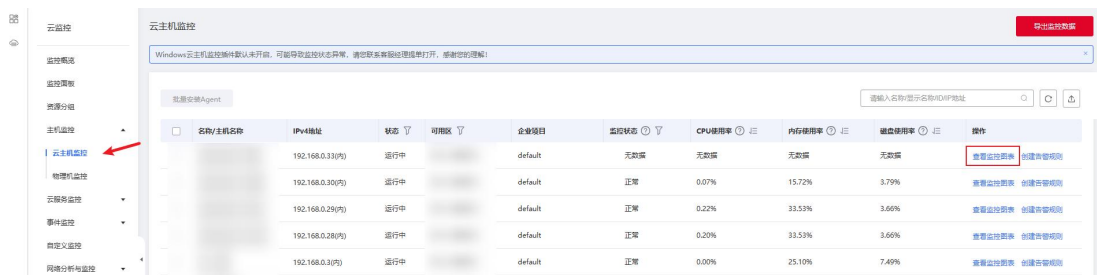 云监控
监控概览
监控面板
资源分组
主机监控
云主机监控
物理机监控
云服务监控
事件监控
自定义监控
网络分析与监控
云主机监控
导出监控数据
Windows云主机监控插件默认未开启，可能导致监控状态异常，请您联系客服经理提单打开，感谢您的理解！
批量安装Agent
请输入名称/显示名称/ID/IP地址
名称/主机名称 IPv4地址 状态 可用区 企业项目 监控状态 CPU使用率 内存使用率 磁盘使用率 操作
192.168.0.33(内) 运行中 default 无数据 无数据 无数据 无数据 查看监控图表 创建告警规则
192.168.0.30(内) 运行中 default 正常 0.07% 15.72% 3.79% 查看监控图表 创建告警规则
192.168.0.29(内) 运行中 default 正常 0.22% 33.53% 3.66% 查看监控图表 创建告警规则
192.168.0.28(内) 运行中 default 正常 0.20% 33.53% 3.66% 查看监控图表 创建告警规则
192.168.0.3(内) 运行中 default 正常 0.00% 25.10% 7.49% 查看监控图表 创建告警规则